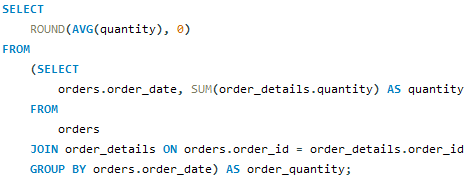 SELECT
ROUND(AVG(quantity), 0)
FROM
(SELECT
orders.order_date, SUM(order_details.quantity) AS quantity
FROM
orders
JOIN order_details ON orders.order_id = order_details.order_id
GROUP BY orders.order_date) AS order_quantity;